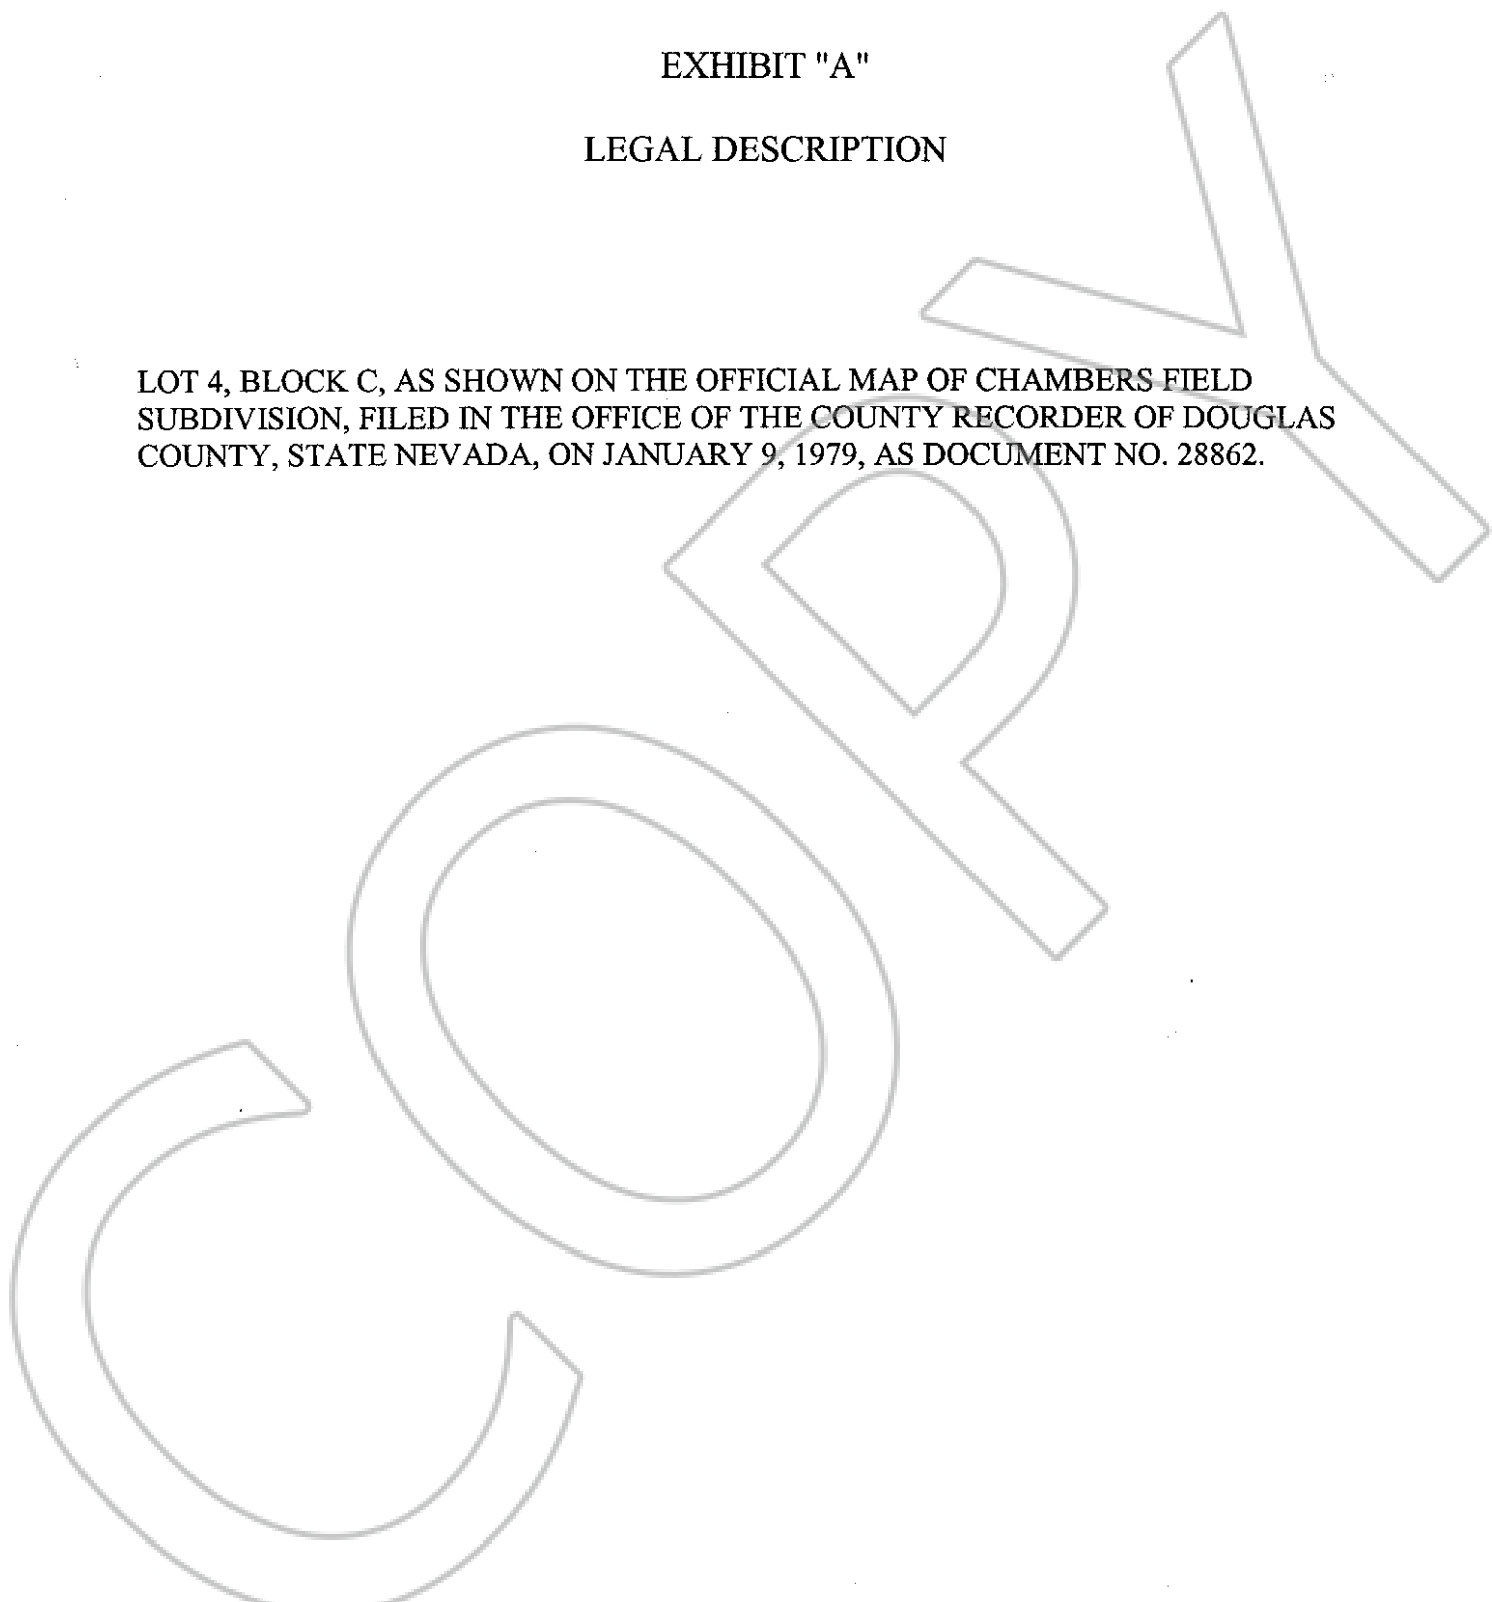 EXHIBIT "A"
LEGAL DESCRIPTION
LOT 4, BLOCK C, AS SHOWN ON THE OFFICIAL MAP OF CHAMBERS FIELD
SUBDIVISION, FILED IN THE OFFICE OF THE COUNTY RECORDER OF DOUGLAS
COUNTY, STATE NEVADA, ON JANUARY 9, 1979, AS DOCUMENT NO. 28862.
COPY